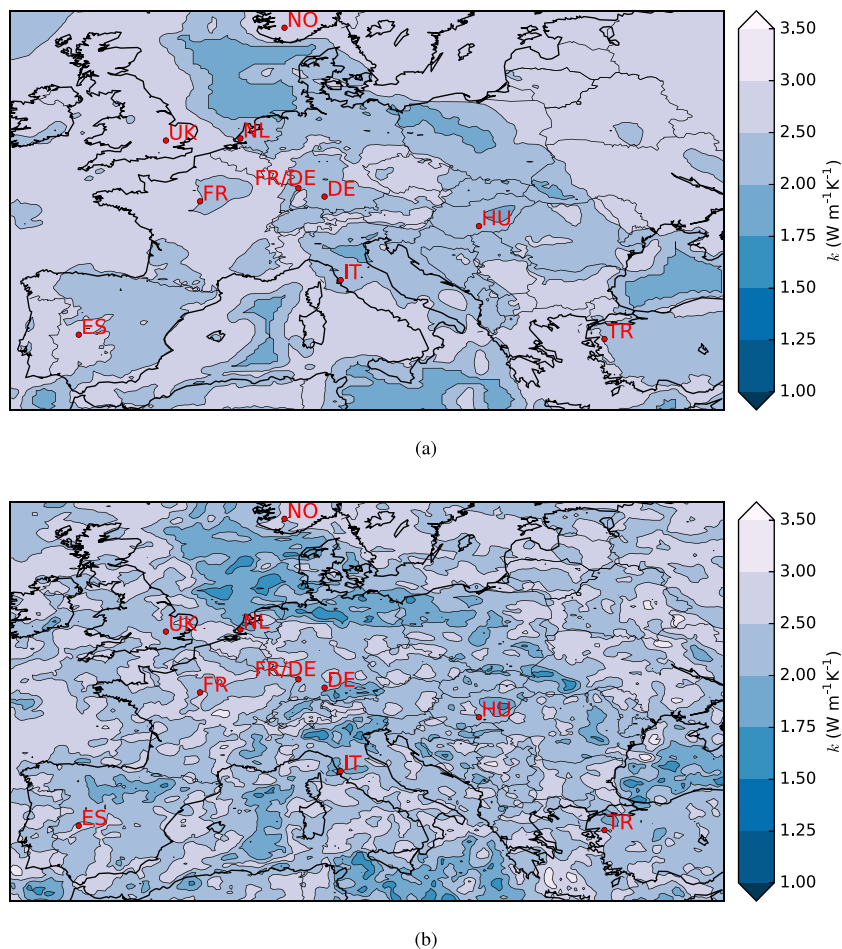 NO
3.50
3.00
UK
NL
2.50
FR/DE
DE
FR
2.00
HU
k (W m⁻¹K⁻¹)
1.75
IT
1.50
ES
TR
1.25
1.00
(a)
NO
3.50
3.00
UK
NL
2.50
FR/DE
DE
FR
2.00
HU
k (W m⁻¹K⁻¹)
1.75
IT
1.50
ES
TR
1.25
1.00
(b)